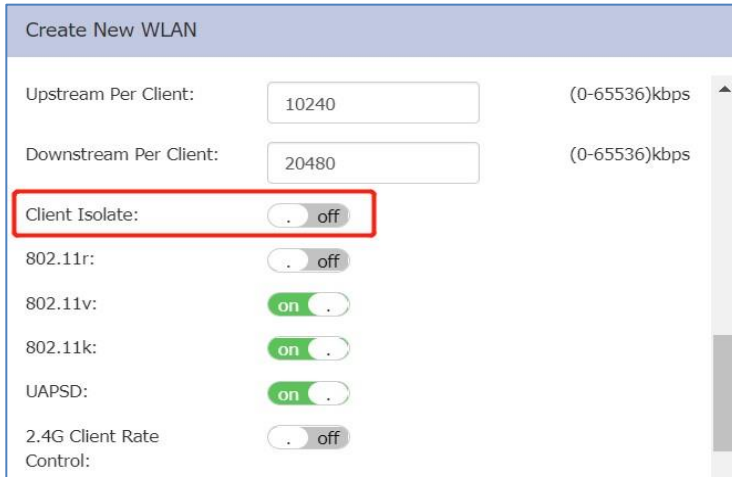 Create New WLAN
Upstream Per Client: 10240 (0-65536)kbps
Downstream Per Client: 20480 (0-65536)kbps
Client Isolate: . off
802.11r: . off
802.11v: on .
802.11k: on .
UAPSD: on .
2.4G Client Rate . off
Control: